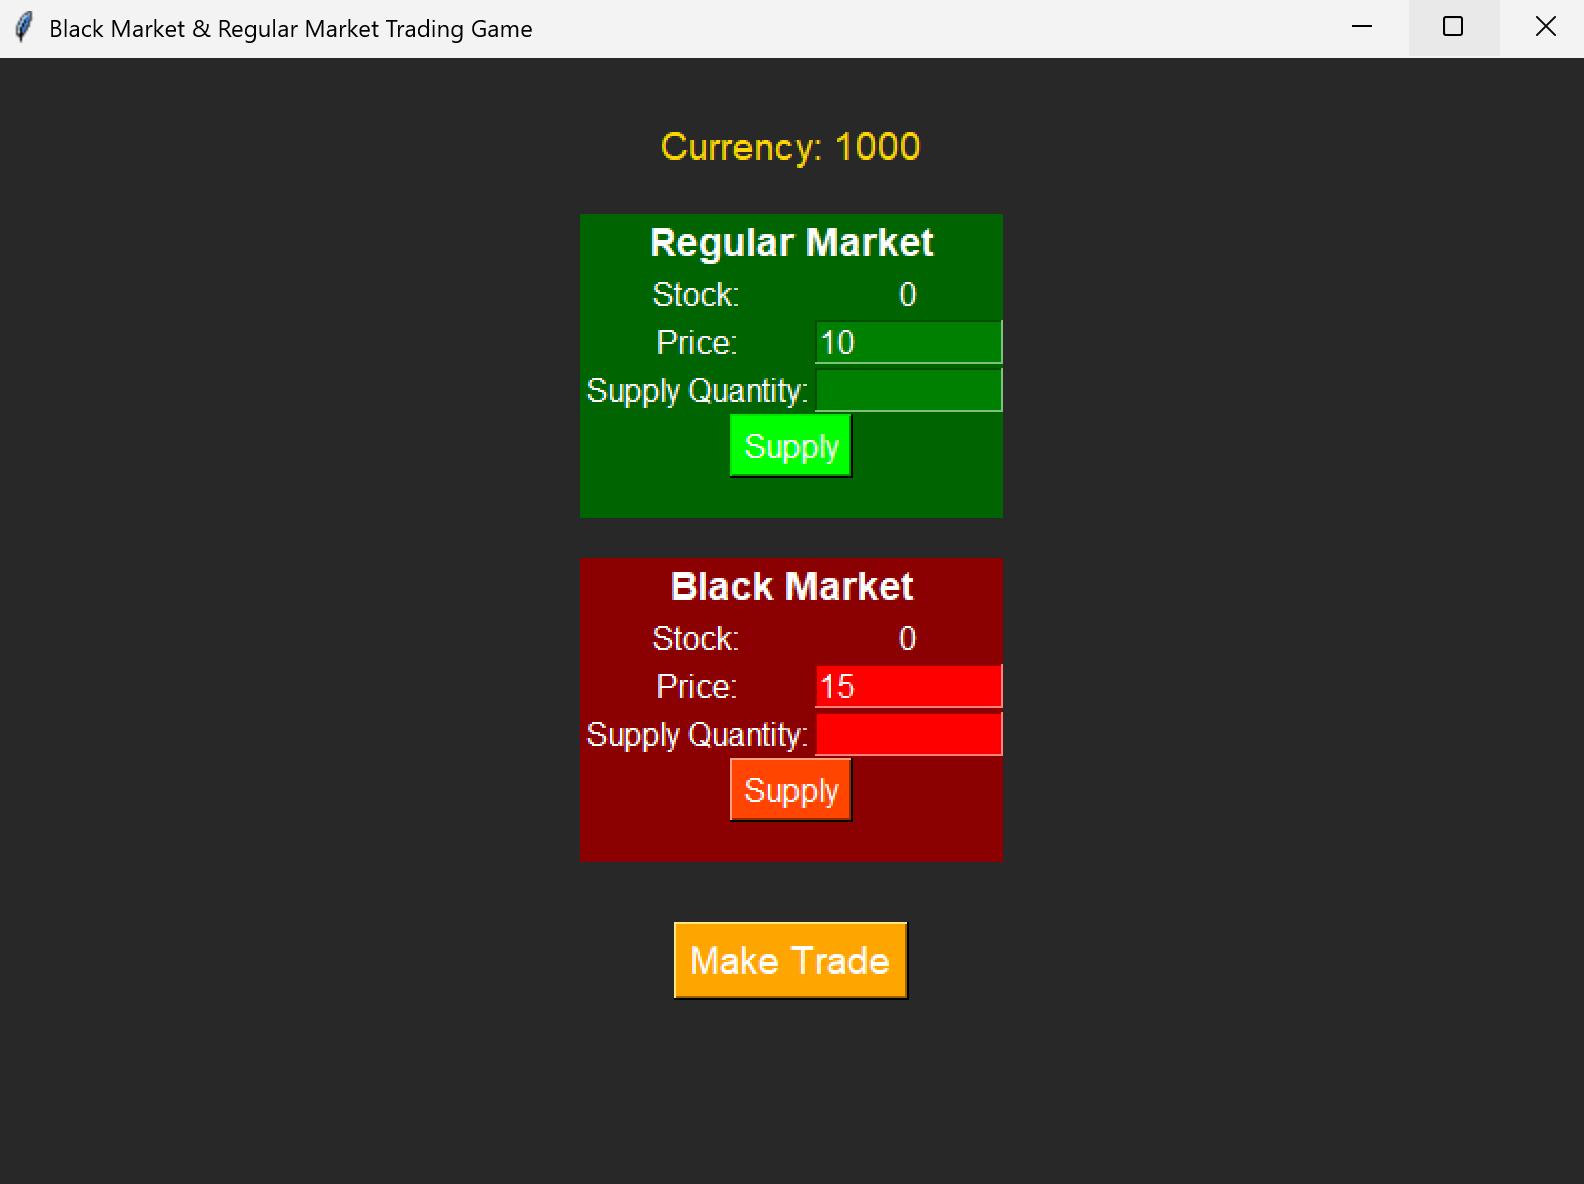 Black Market & Regular Market Trading Game
Currency: 1000
Regular Market
Stock: 0
Price: 10
Supply Quantity:
Supply
Black Market
Stock: 0
Price: 15
Supply Quantity:
Supply
Make Trade